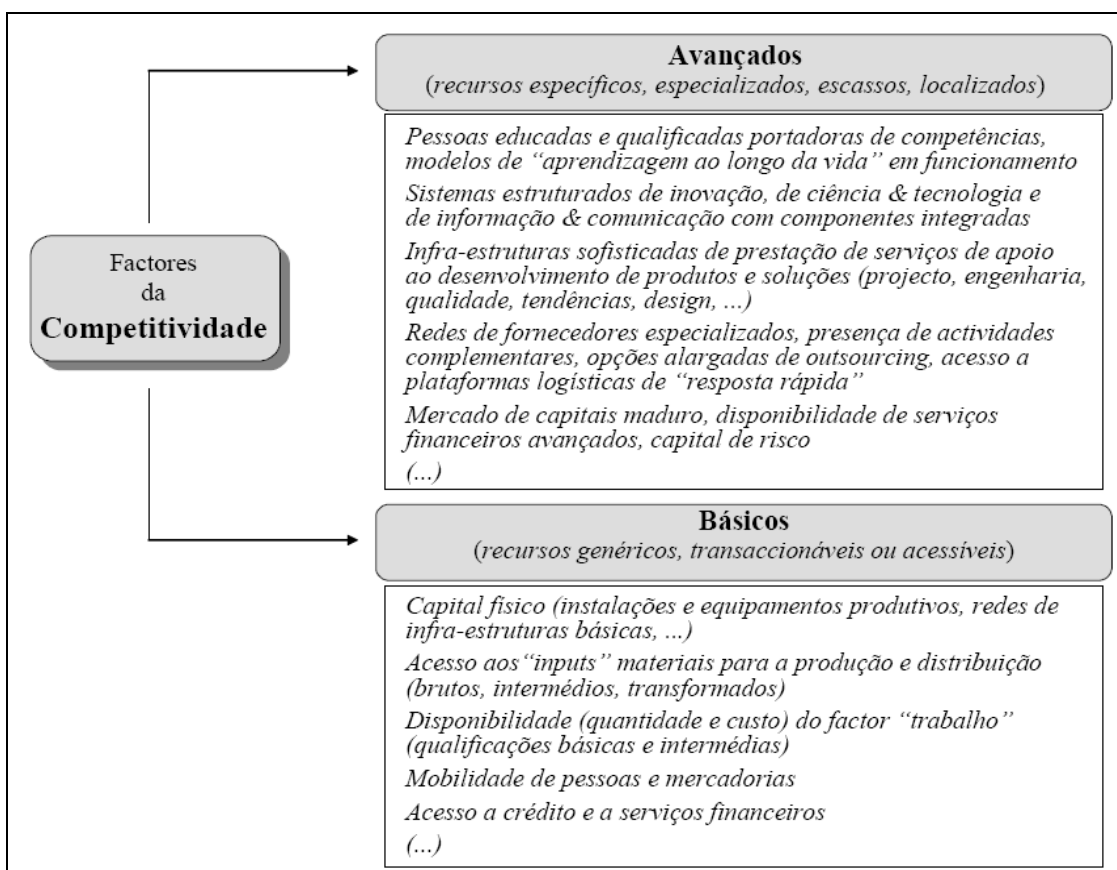 Avançados
(recursos específicos, especializados, escassos, localizados)
Pessoas educadas e qualificadas portadoras de competências,
modelos de “aprendizagem ao longo da vida” em funcionamento
Sistemas estruturados de inovação, de ciência & tecnologia e
de informação & comunicação com componentes integradas
Infra-estruturas sofisticadas de prestação de serviços de apoio
ao desenvolvimento de produtos e soluções (projecto, engenharia,
qualidade, tendências, design, ...)
Redes de fornecedores especializados, presença de actividades
complementares, opções alargadas de outsourcing, acesso a
plataformas logísticas de “resposta rápida”
Mercado de capitais maduro, disponibilidade de serviços
financeiros avançados, capital de risco
(...)
Factores
da
Competitividade
Básicos
(recursos genéricos, transaccionáveis ou acessíveis)
Capital físico (instalações e equipamentos produtivos, redes de
infra-estruturas básicas, ...)
Acesso aos“inputs” materiais para a produção e distribuição
(brutos, intermédios, transformados)
Disponibilidade (quantidade e custo) do factor “trabalho”
(qualificações básicas e intermédias)
Mobilidade de pessoas e mercadorias
Acesso a crédito e a serviços financeiros
(...)